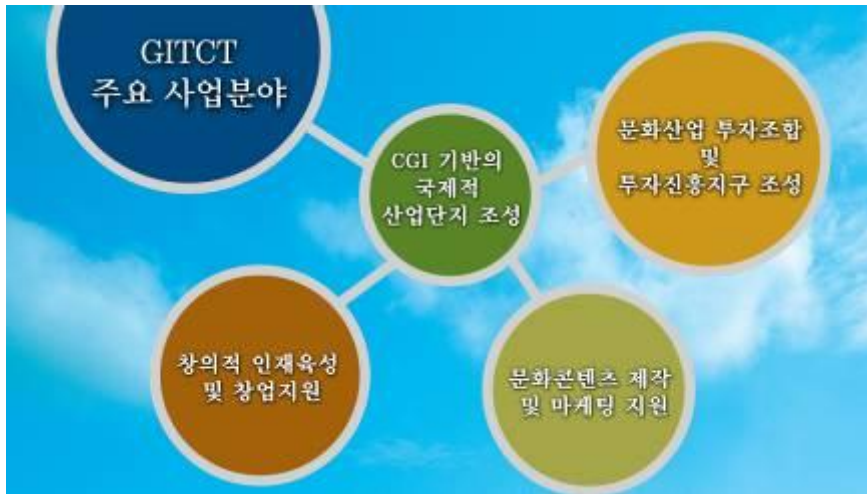 GITCT
주요 사업분야
CGI 기반의
국제적
산업단지 조성
문화산업 투자조합
및
투자진흥지구 조성
창의적 인재육성
및 창업지원
문화콘텐츠 제작
및 마케팅 지원